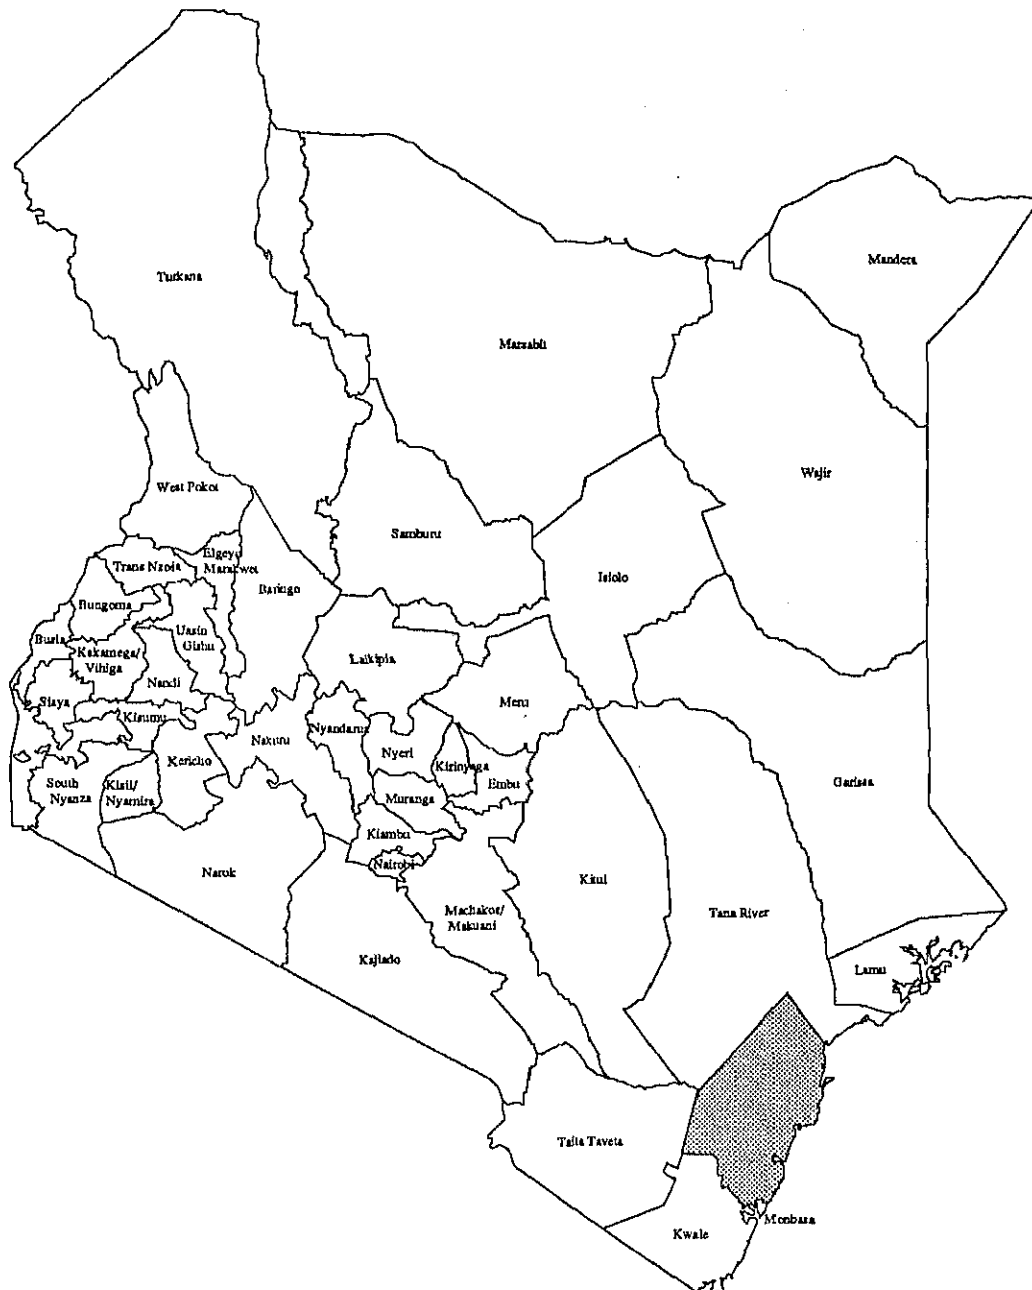 Mandera
Turkana
Marsabit
Wajir
West Pokot
Samburu
Elgeyo
Marakwet
Trans Nzoia
Isiolo
Baringo
Bungoma
Uasin
Gishu
Busia
Kakamega/
Vihiga
Laikipia
Nandi
Siaya
Meru
Kisumu
Nyandarua
Nakuru
Nyeri
Kericho
Kirinyaga
South
Nyanza
Kisii/
Nyamira
Embu
Garissa
Muranga
Kiambu
Nairobi
Narok
Kitui
Machakos/
Makuani
Tana River
Kajiado
Lamu
Taita Taveta
Monbasa
Kwale